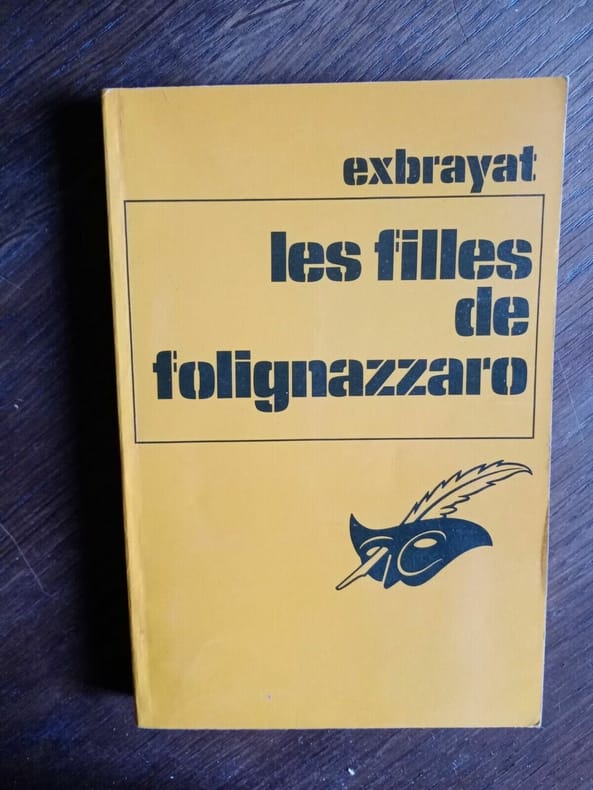 exbrayat
les filles
de
folignazzaro